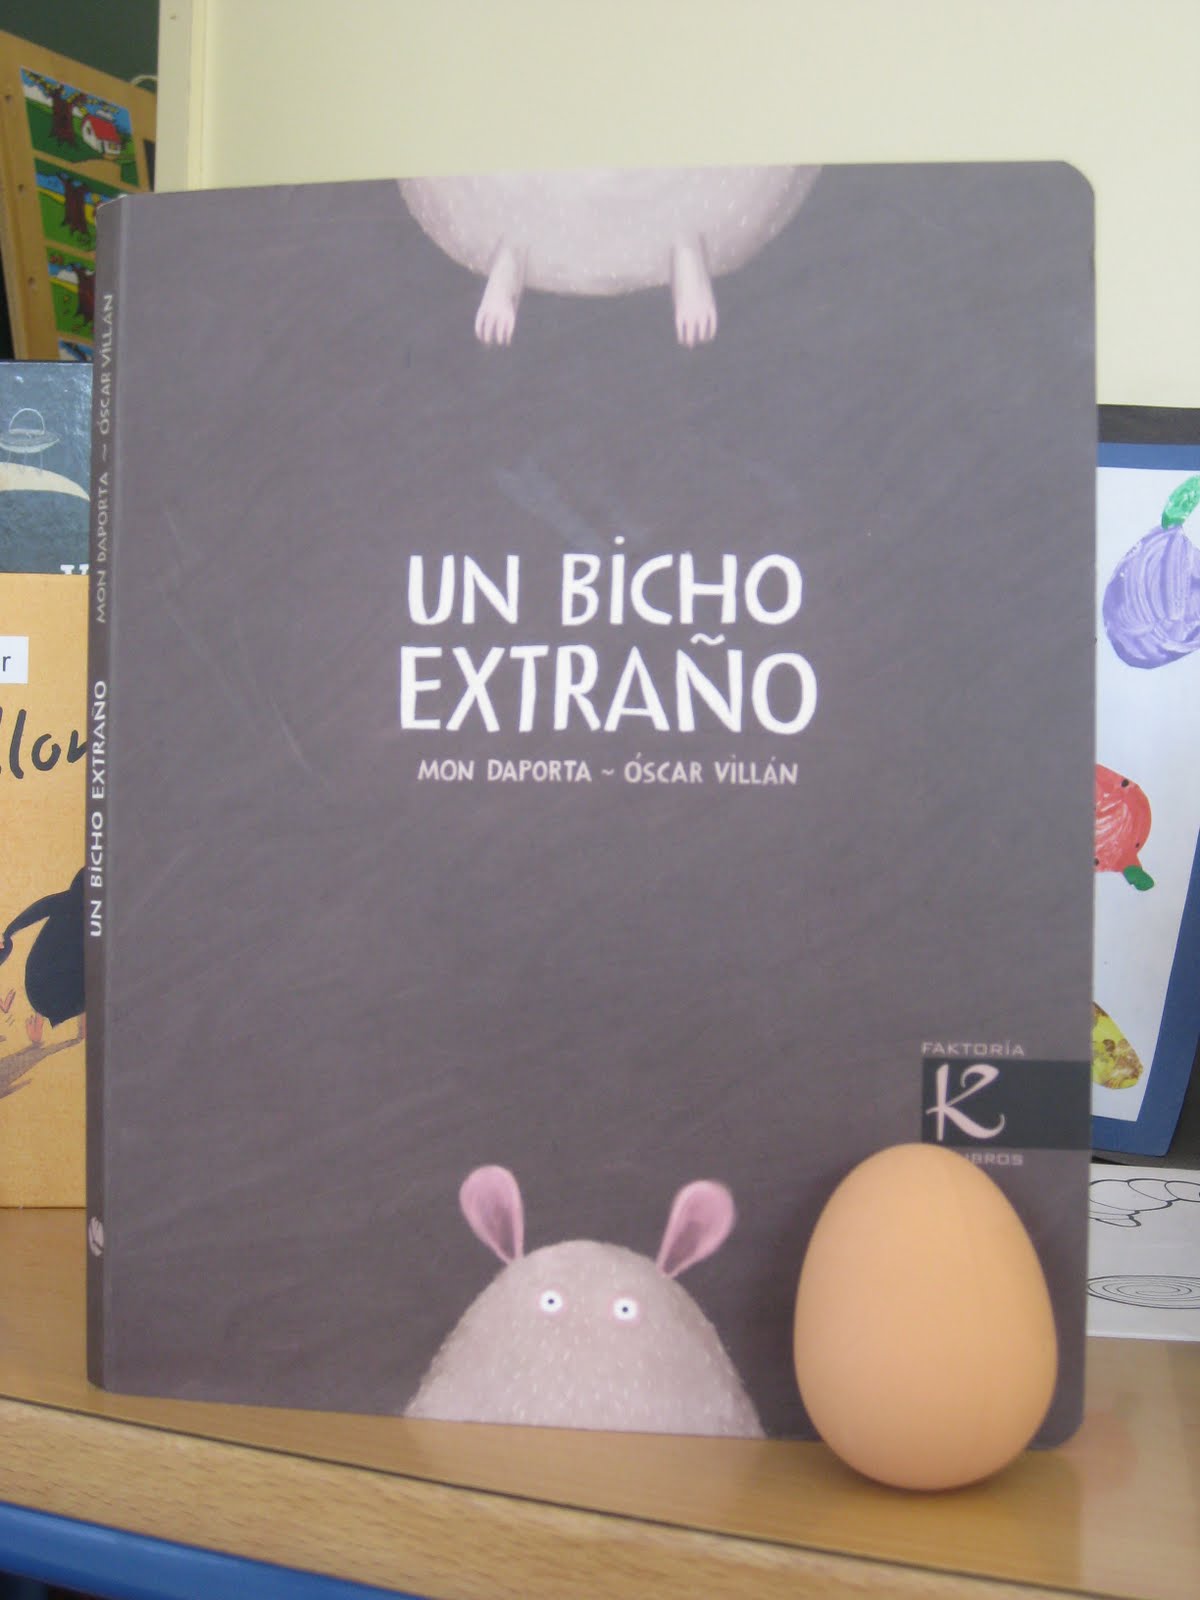 UN BICHO
EXTRAÑO
MON DAPORTA ~ ÓSCAR VILLÁN
FAKTORÍA
K
UN BICHO EXTRAÑO MON DAPORTA ~ ÓSCAR VILLÁN